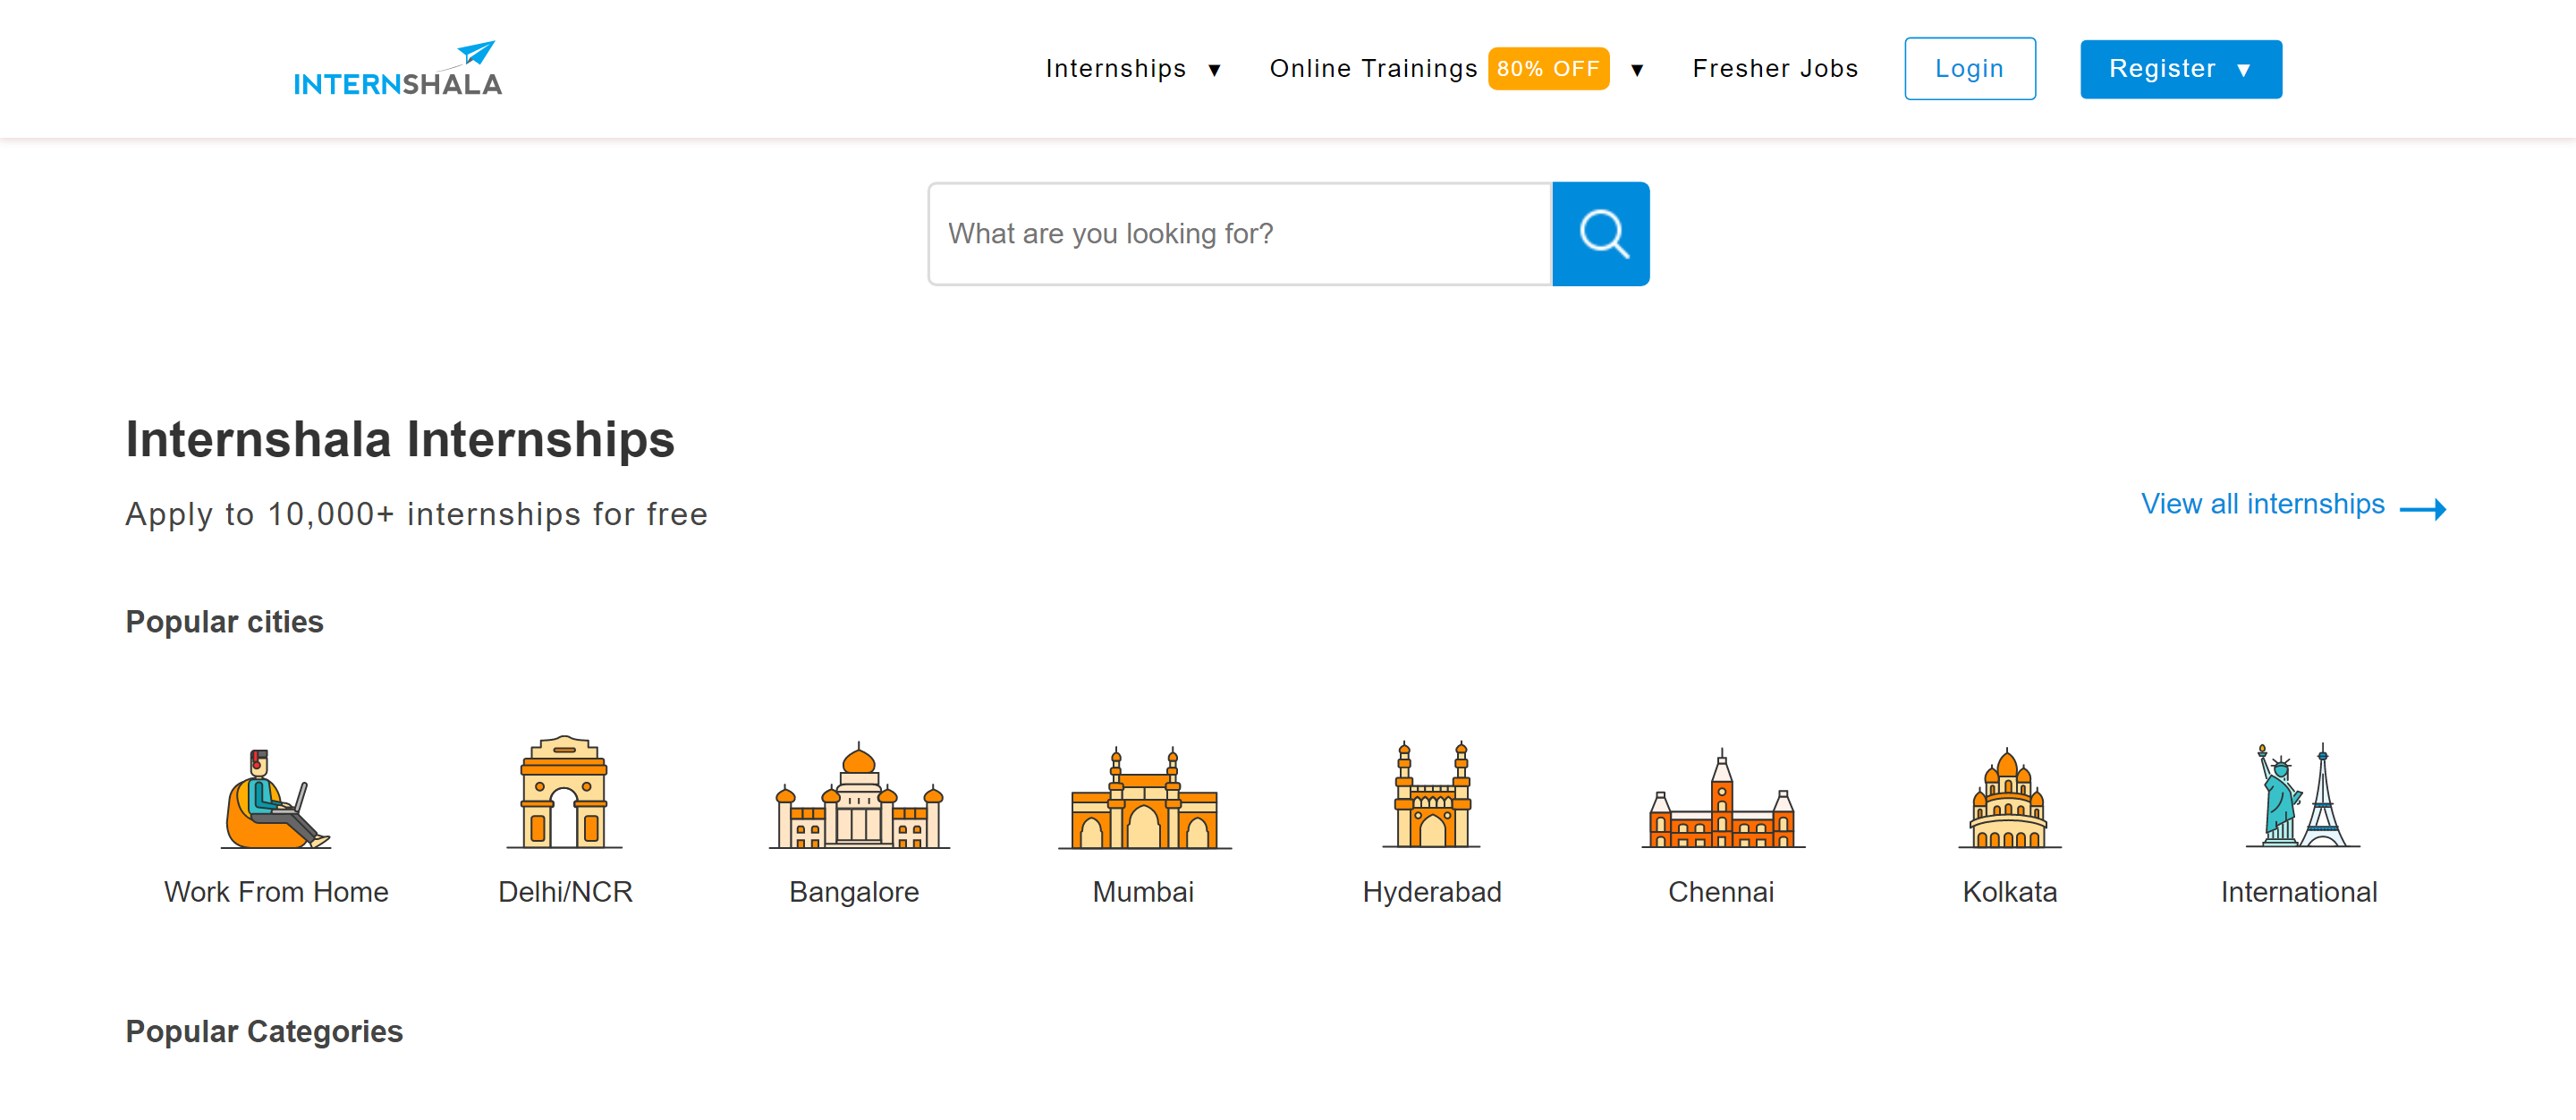 INTERNSHALA
Internships ▼ Online Trainings 80% OFF ▼ Fresher Jobs Login Register ▼
What are you looking for?
Internshala Internships
Apply to 10,000+ internships for free
View all internships
Popular cities
Work From Home Delhi/NCR Bangalore Mumbai Hyderabad Chennai Kolkata International
Popular Categories